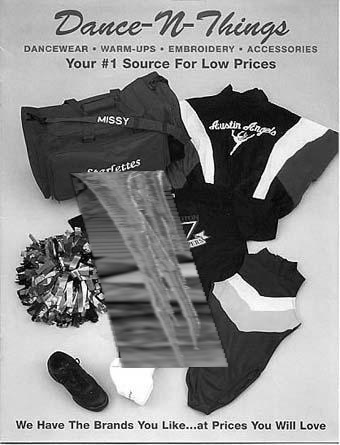 Dance-N-Things
DANCEWEAR • WARM-UPS • EMBROIDERY • ACCESSORIES
Your #1 Source For Low Prices
MISSY
Austin Angels
Starlettes
We Have The Brands You Like...at Prices You Will Love